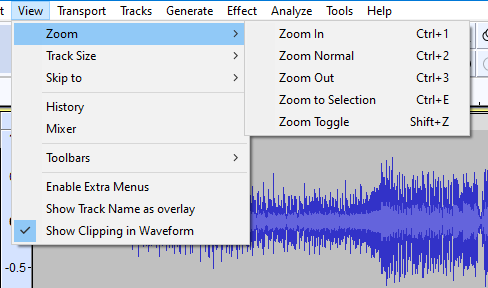 View Transport Tracks Generate Effect Analyze Tools Help
Zoom
Track Size
Skip to
History
Mixer
Toolbars
Enable Extra Menus
Show Track Name as overlay
Show Clipping in Waveform
Zoom In Ctrl+1
Zoom Normal Ctrl+2
Zoom Out Ctrl+3
Zoom to Selection Ctrl+E
Zoom Toggle Shift+Z
-0.5